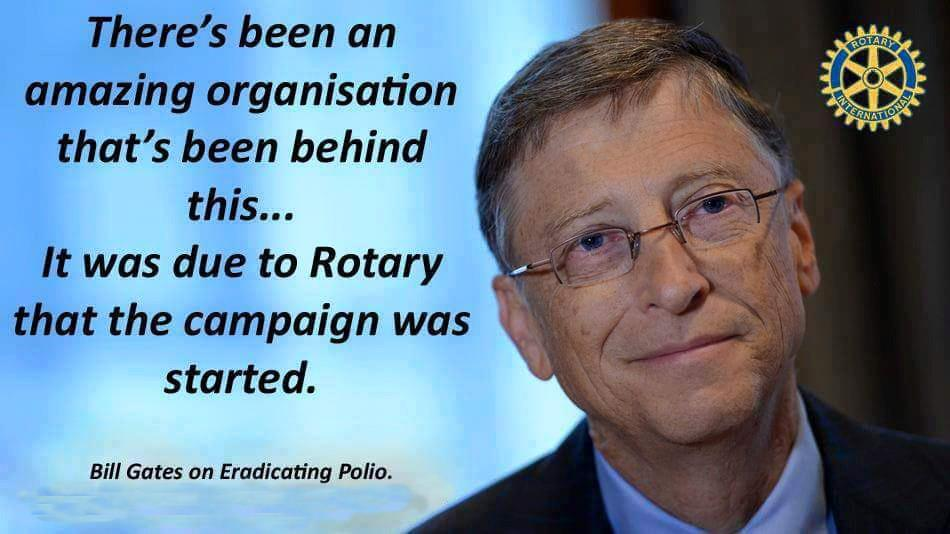 There's been an
amazing organisation
that's been behind
this...
It was due to Rotary
that the campaign was
started.
Bill Gates on Eradicating Polio.
ROTARY
INTERNATIONAL